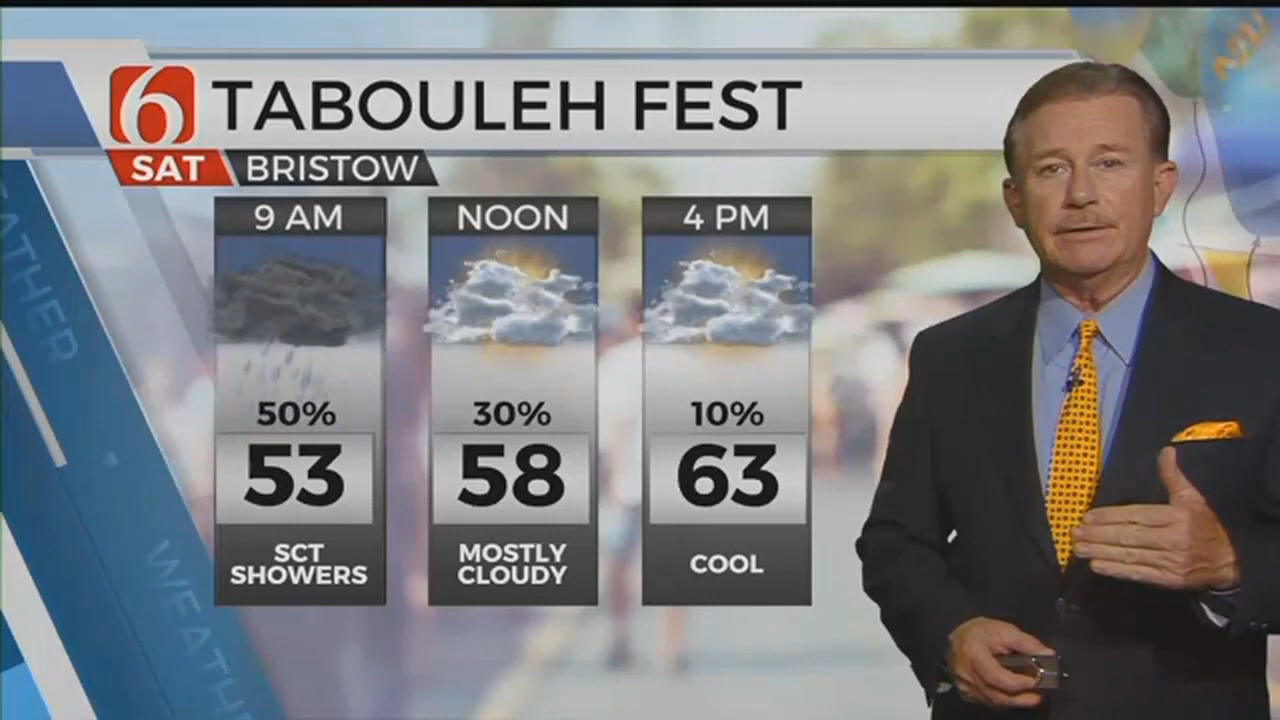 6 TABOULEH FEST
SAT BRISTOW
9 AM NOON 4 PM
50% 30% 10%
53 58 63
SCT SHOWERS
MOSTLY CLOUDY
COOL
WEATHER